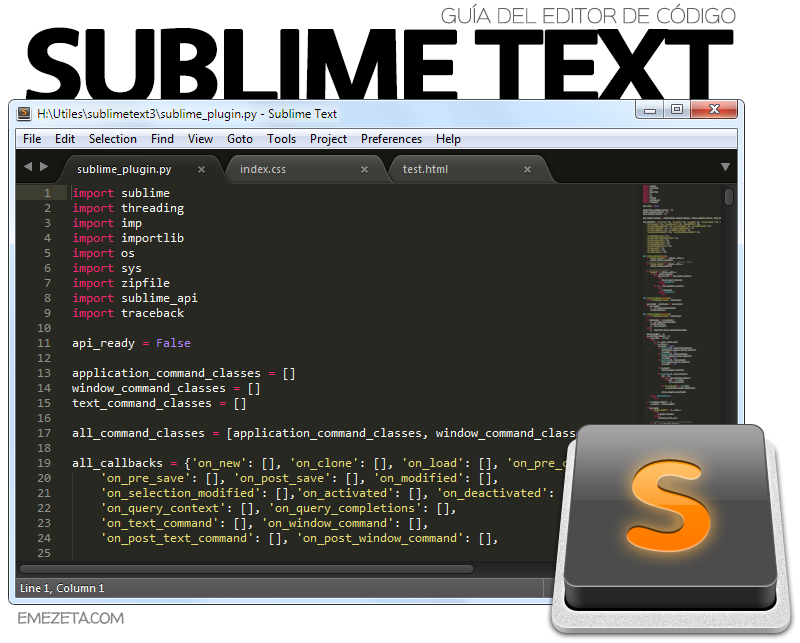 GUÍA DEL EDITOR DE CÓDIGO
SUBLIME TEXT
H:\Utiles\sublimetext3\sublime_plugin.py - Sublime Text
File Edit Selection Find View Goto Tools Project Preferences Help
sublime_plugin.py × index.css × test.html ×
1 import sublime
2 import threading
3 import imp
4 import importlib
5 import os
6 import sys
7 import zipfile
8 import sublime_api
9 import traceback
10
11 api_ready = False
12
13 application_command_classes = []
14 window_command_classes = []
15 text_command_classes = []
16
17 all_command_classes = [application_command_classes, window_command_class
18
19 all_callbacks = {'on_new': [], 'on_clone': [], 'on_load': [], 'on_pre_
20 'on_pre_save': [], 'on_post_save': [], 'on_modified': [],
21 'on_selection_modified': [],'on_activated': [], 'on_deactivated':
22 'on_query_context': [], 'on_query_completions': [],
23 'on_text_command': [], 'on_window_command': [],
24 'on_post_text_command': [], 'on_post_window_command': [],
25
Line 1, Column 1
S
EMEZETA.COM